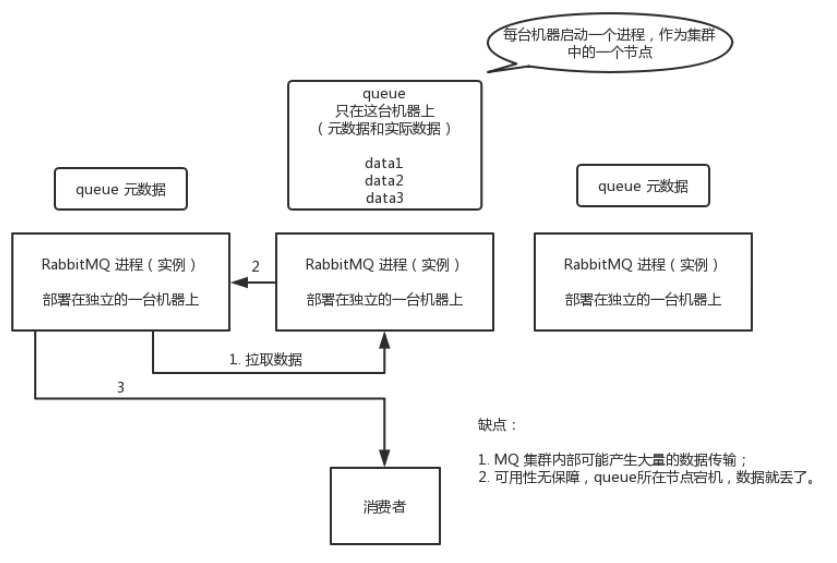 每台机器启动一个进程，作为集群
中的一个节点
queue
只在这台机器上
（元数据和实际数据）
data1
data2
data3
queue 元数据
queue 元数据
RabbitMQ 进程（实例）
部署在独立的一台机器上
2
RabbitMQ 进程（实例）
部署在独立的一台机器上
RabbitMQ 进程（实例）
部署在独立的一台机器上
1. 拉取数据
3
缺点：
1. MQ 集群内部可能产生大量的数据传输；
2. 可用性无保障，queue所在节点宕机，数据就丢了。
消费者